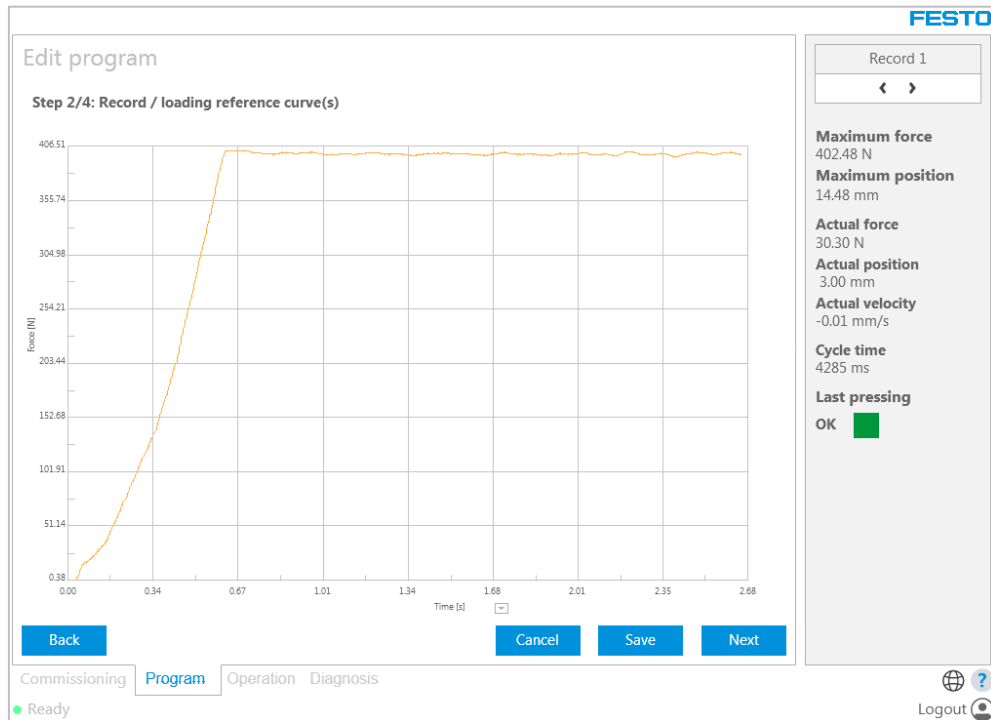 FESTO
Edit program
Step 2/4: Record / loading reference curve(s)
406.51
355.74
304.98
254.21
203.44
152.68
101.91
51.14
0.38
Force [N]
0.00 0.34 0.67 1.01 1.34 1.68 2.01 2.35 2.68
Time [s]
Back Cancel Save Next
Record 1
Maximum force
402.48 N
Maximum position
14.48 mm
Actual force
30.30 N
Actual position
3.00 mm
Actual velocity
-0.01 mm/s
Cycle time
4285 ms
Last pressing
OK
Commissioning Program Operation Diagnosis
?
Ready
Logout